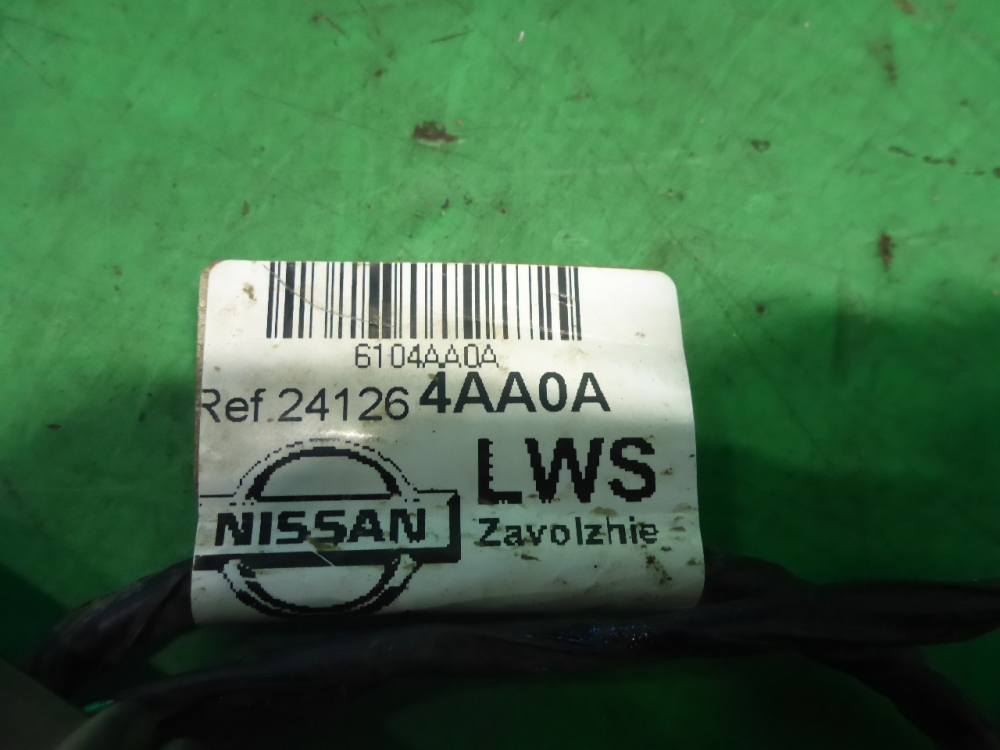 6104AA0A
Ref.24126 4AA0A
LWS
NISSAN
Zavolzhie